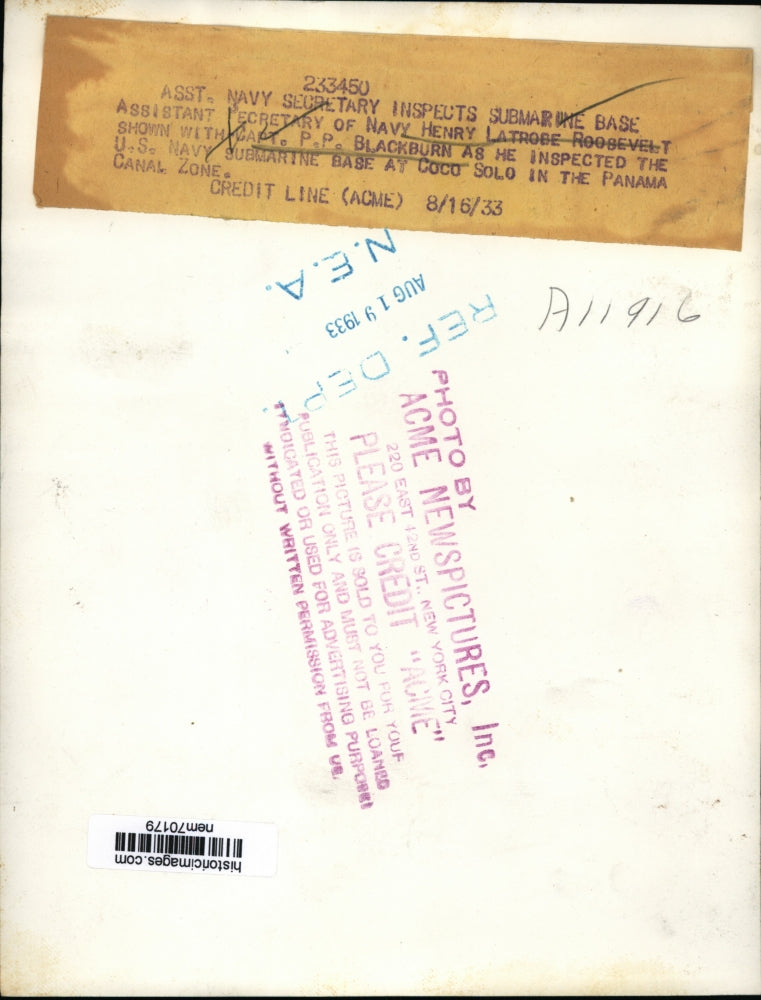 233450
ASST. NAVY SECRETARY INSPECTS SUBMARINE BASE
ASSISTANT SECRETARY OF NAVY HENRY LATROBE ROOSEVELT
SHOWN WITH CAPT. P.P. BLACKBURN AS HE INSPECTED THE
U.S. NAVY SUBMARINE BASE AT COCO SOLO IN THE PANAMA
CANAL ZONE.
CREDIT LINE (ACME) 8/16/33
N.E.A.
AUG 19 1933
REF. DEPT.
A11916
PHOTO BY
ACME NEWSPICTURES, Inc.
220 EAST 42ND ST., NEW YORK CITY
PLEASE CREDIT "ACME"
THIS PICTURE IS SOLD TO YOU FOR YOUR
PUBLICATION ONLY AND MUST NOT BE LOANED
SYNDICATED OR USED FOR ADVERTISING PURPOSES
WITHOUT WRITTEN PERMISSION FROM US.
historicimages.com
nem70179